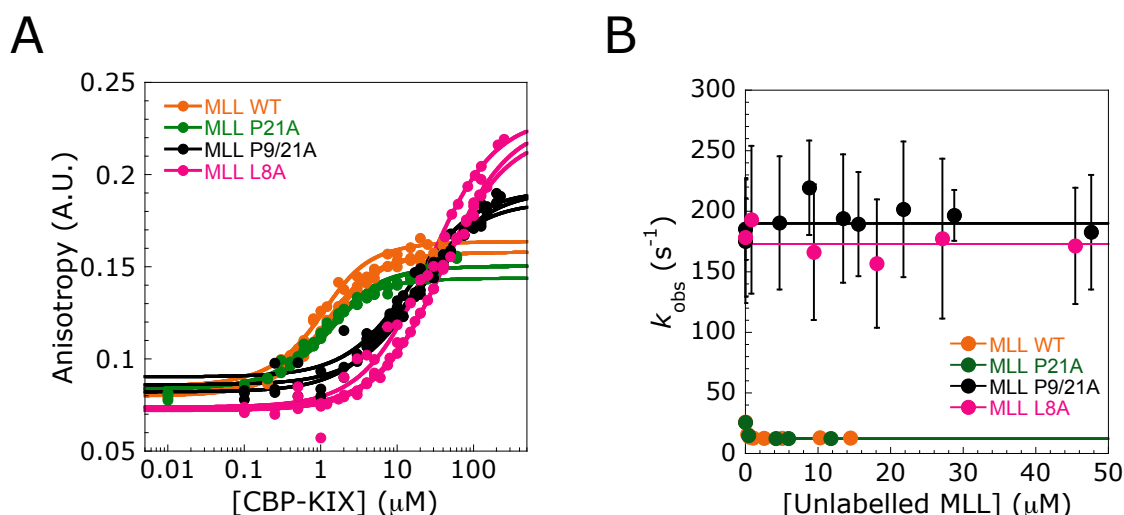 A
Anisotropy (A.U.)
0.25
0.2
0.15
0.1
0.05
MLL WT
MLL P21A
MLL P9/21A
MLL L8A
0.01 0.1 1 10 100
[CBP-KIX] (μM)
B
k obs (s-1)
300
250
200
150
100
50
0
MLL WT
MLL P21A
MLL P9/21A
MLL L8A
0 10 20 30 40 50
[Unlabelled MLL] (μM)